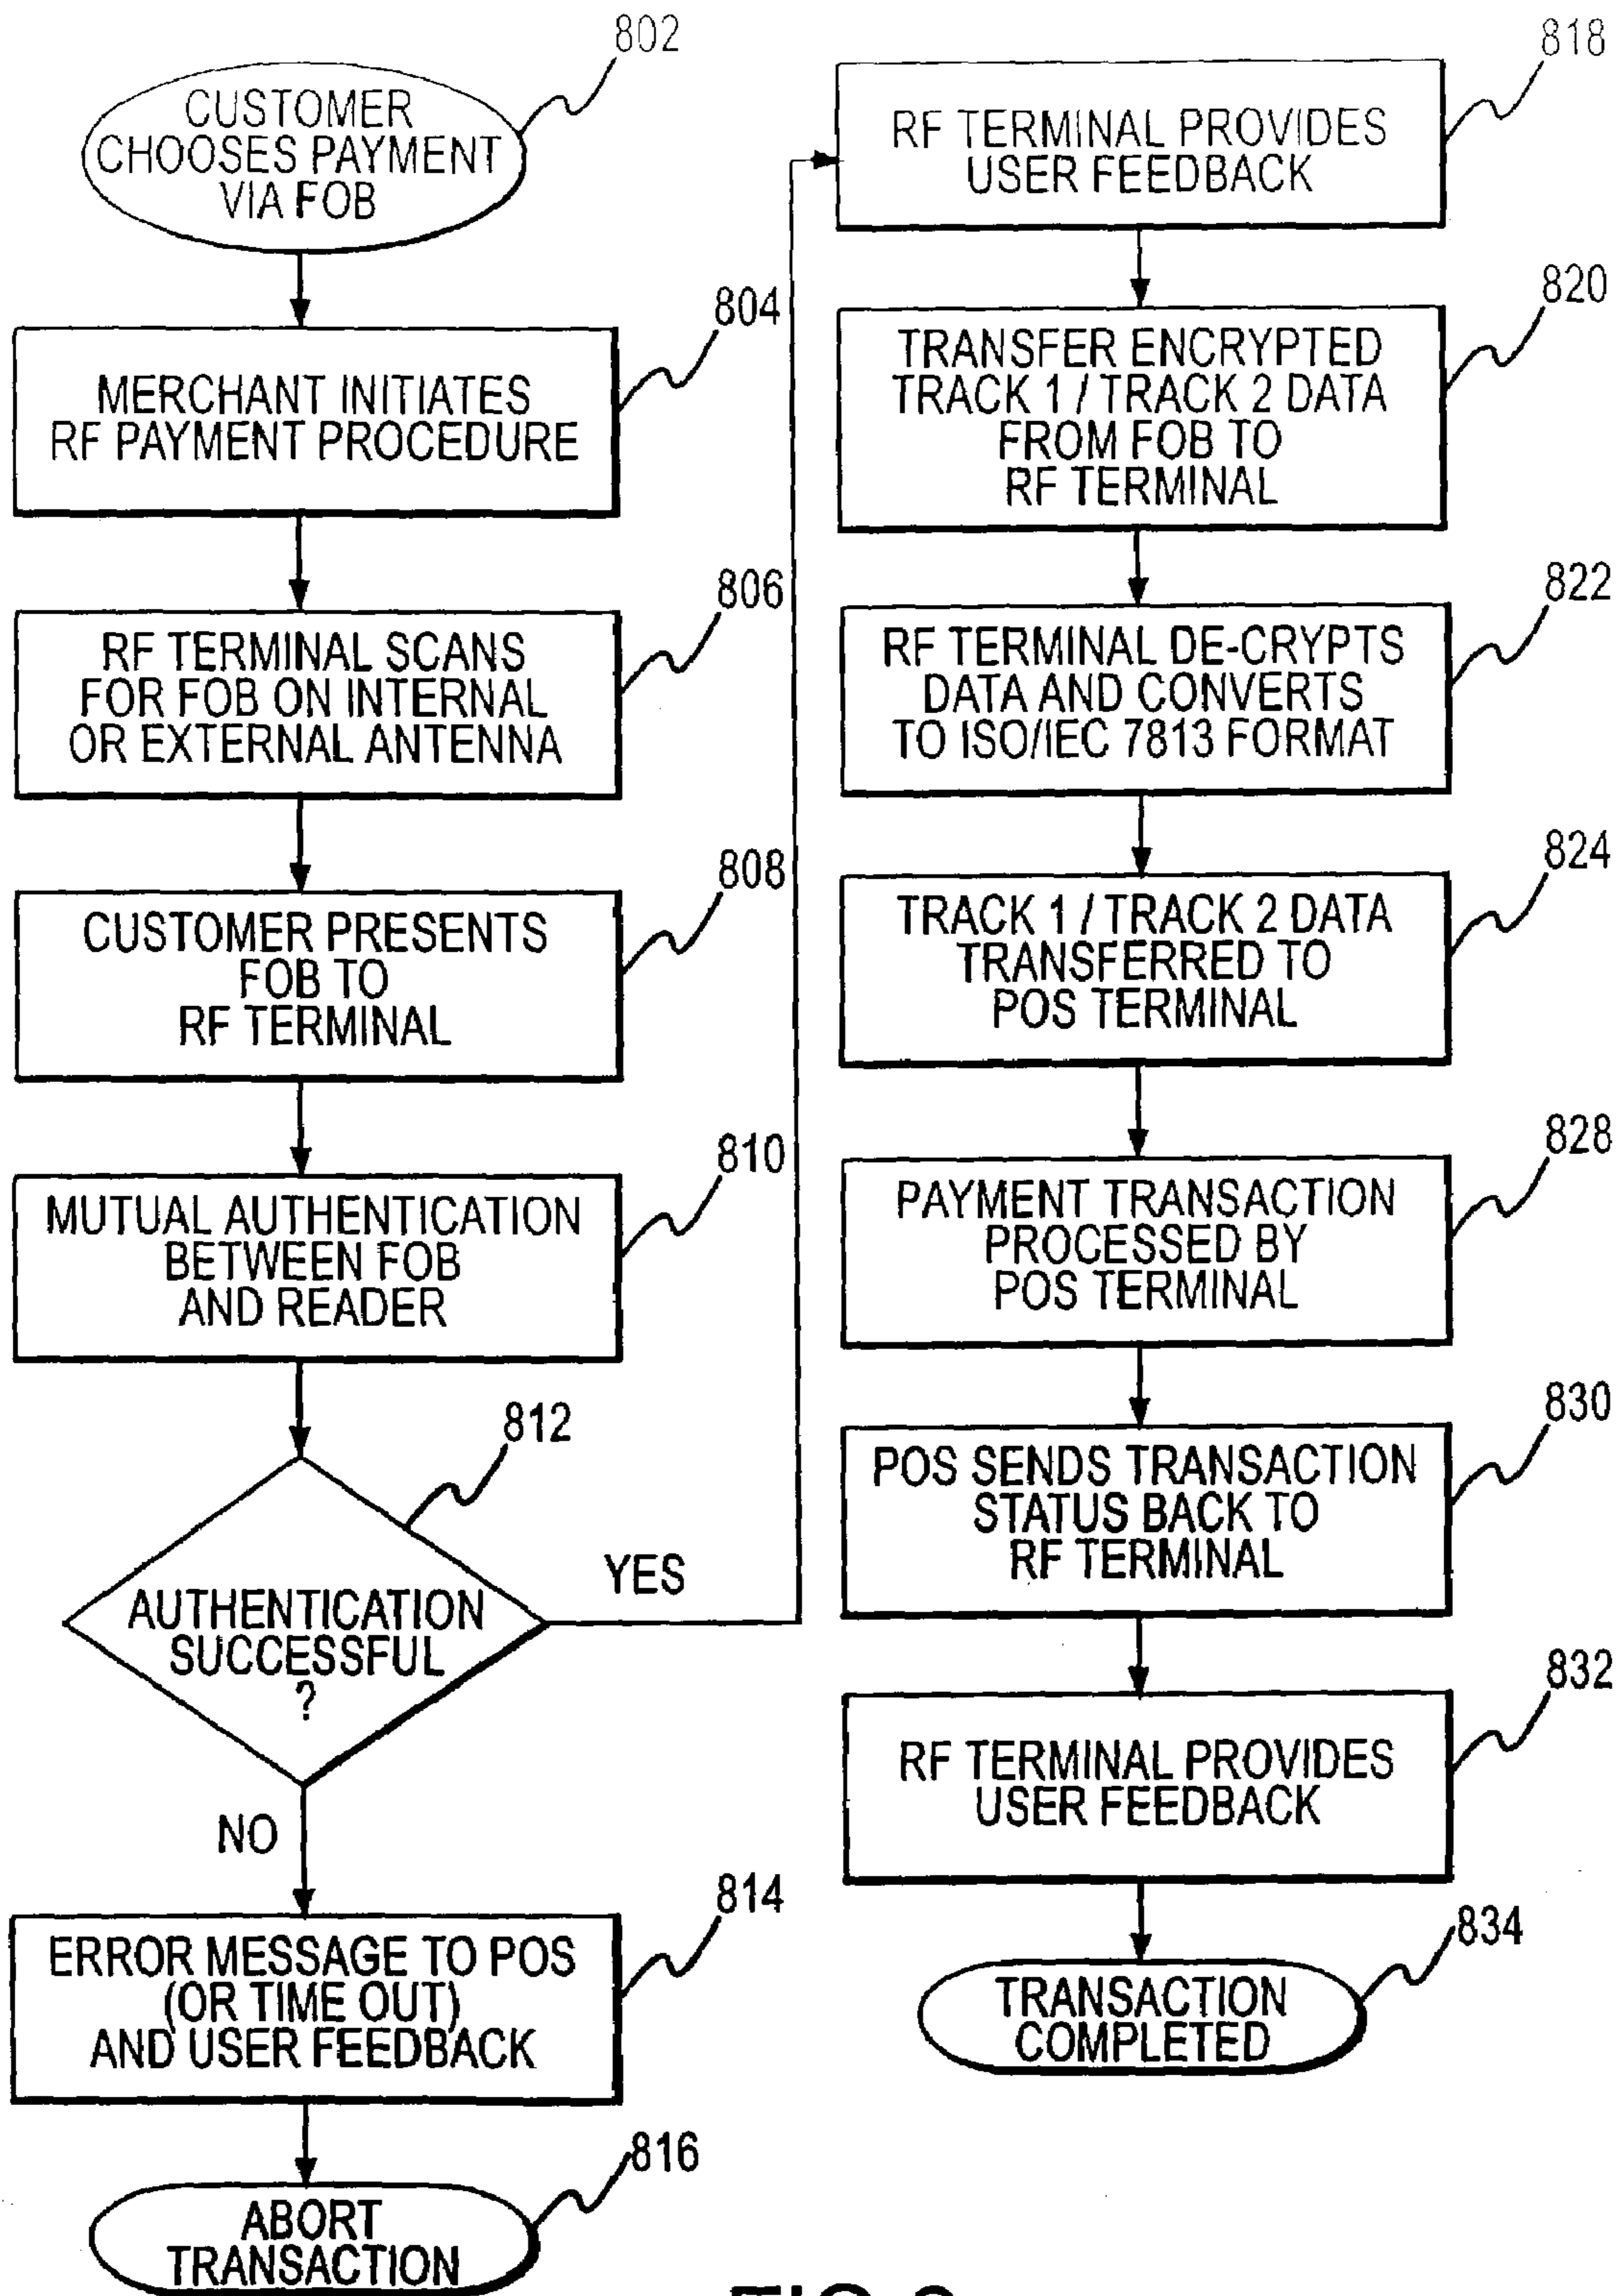 802
CUSTOMER
CHOOSES PAYMENT
VIA FOB
804
MERCHANT INITIATES
RF PAYMENT PROCEDURE
806
RF TERMINAL SCANS
FOR FOB ON INTERNAL
OR EXTERNAL ANTENNA
808
CUSTOMER PRESENTS
FOB TO
RF TERMINAL
810
MUTUAL AUTHENTICATION
BETWEEN FOB
AND READER
812
AUTHENTICATION
SUCCESSFUL
?
YES
NO
814
ERROR MESSAGE TO POS
(OR TIME OUT)
AND USER FEEDBACK
816
ABORT
TRANSACTION
818
RF TERMINAL PROVIDES
USER FEEDBACK
820
TRANSFER ENCRYPTED
TRACK 1 / TRACK 2 DATA
FROM FOB TO
RF TERMINAL
822
RF TERMINAL DE-CRYPTS
DATA AND CONVERTS
TO ISO/IEC 7813 FORMAT
824
TRACK 1 / TRACK 2 DATA
TRANSFERRED TO
POS TERMINAL
828
PAYMENT TRANSACTION
PROCESSED BY
POS TERMINAL
830
POS SENDS TRANSACTION
STATUS BACK TO
RF TERMINAL
832
RF TERMINAL PROVIDES
USER FEEDBACK
834
TRANSACTION
COMPLETED